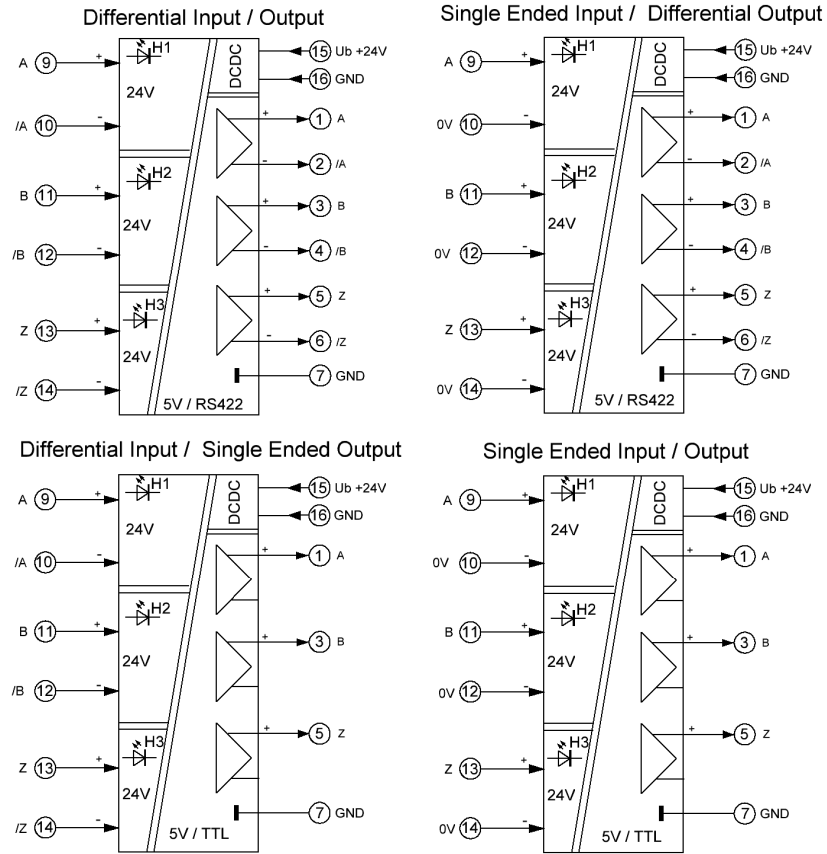 Differential Input / Output
H1
A 9 +
24V
DCDC
15 Ub +24V
16 GND
/A 10 -
+ 1 A
- 2 /A
H2
B 11 +
24V
+ 3 B
/B 12 -
- 4 /B
H3
Z 13 +
24V
+ 5 Z
- 6 /Z
/Z 14 -
7 GND
5V / RS422
Single Ended Input / Differential Output
H1
A 9 +
24V
DCDC
15 Ub +24V
16 GND
0V 10 -
+ 1 A
- 2 /A
H2
B 11 +
24V
+ 3 B
0V 12 -
- 4 /B
H3
Z 13 +
24V
+ 5 Z
- 6 /Z
0V 14 -
7 GND
5V / RS422
Differential Input / Single Ended Output
H1
A 9 +
24V
DCDC
15 Ub +24V
16 GND
/A 10 -
+ 1 A
H2
B 11 +
24V
+ 3 B
/B 12 -
H3
Z 13 +
24V
+ 5 Z
/Z 14 -
7 GND
5V / TTL
Single Ended Input / Output
H1
A 9 +
24V
DCDC
15 Ub +24V
16 GND
0V 10 -
+ 1 A
H2
B 11 +
24V
+ 3 B
0V 12 -
H3
Z 13 +
24V
+ 5 Z
0V 14 -
7 GND
5V / TTL